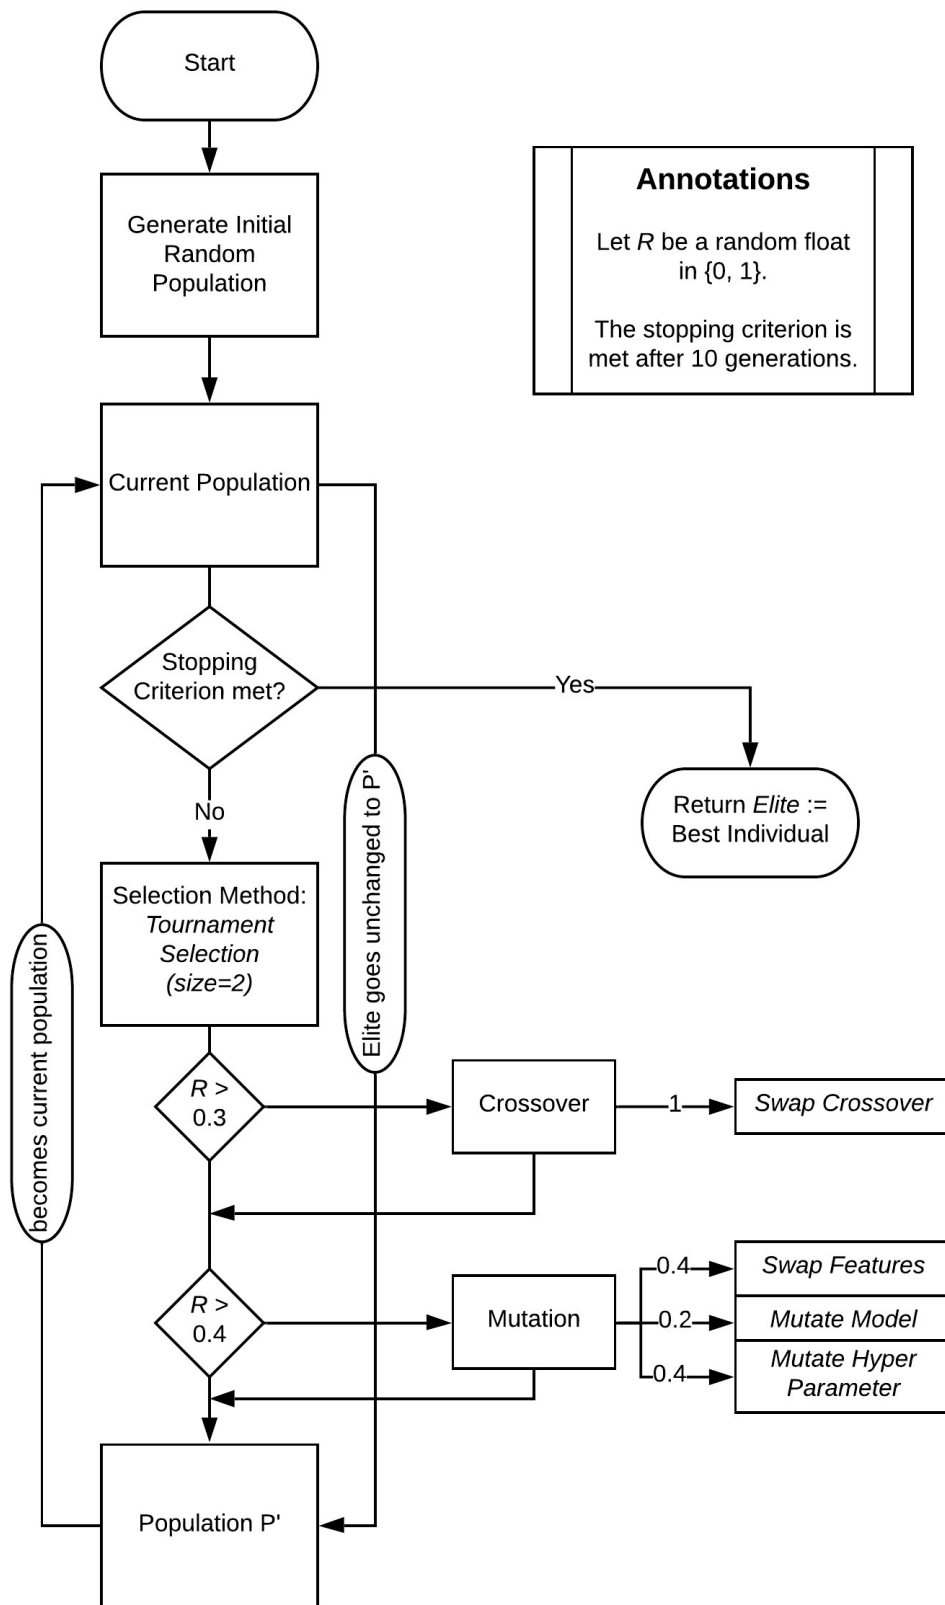 Start
Generate Initial
Random
Population
Annotations
Let R be a random float
in {0, 1}.
The stopping criterion is
met after 10 generations.
Current Population
Stopping
Criterion met?
Yes
No
Return Elite :=
Best Individual
Selection Method:
Tournament
Selection
(size=2)
Elite goes unchanged to P'
becomes current population
R >
0.3
Crossover
1
Swap Crossover
R >
0.4
Mutation
0.4
Swap Features
0.2
Mutate Model
0.4
Mutate Hyper
Parameter
Population P'